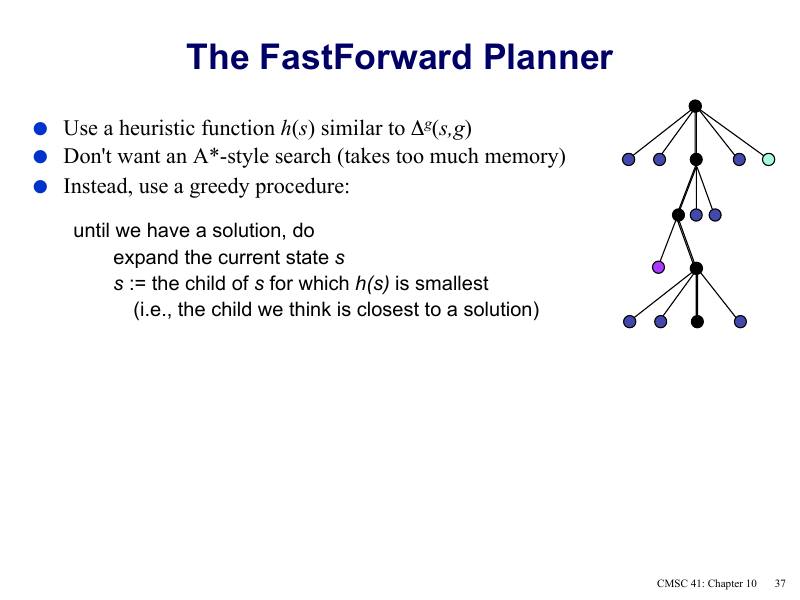 The FastForward Planner
Use a heuristic function h(s) similar to Δg(s,g)
Don't want an A*-style search (takes too much memory)
Instead, use a greedy procedure:
until we have a solution, do
expand the current state s
s := the child of s for which h(s) is smallest
(i.e., the child we think is closest to a solution)
CMSC 41: Chapter 10 37